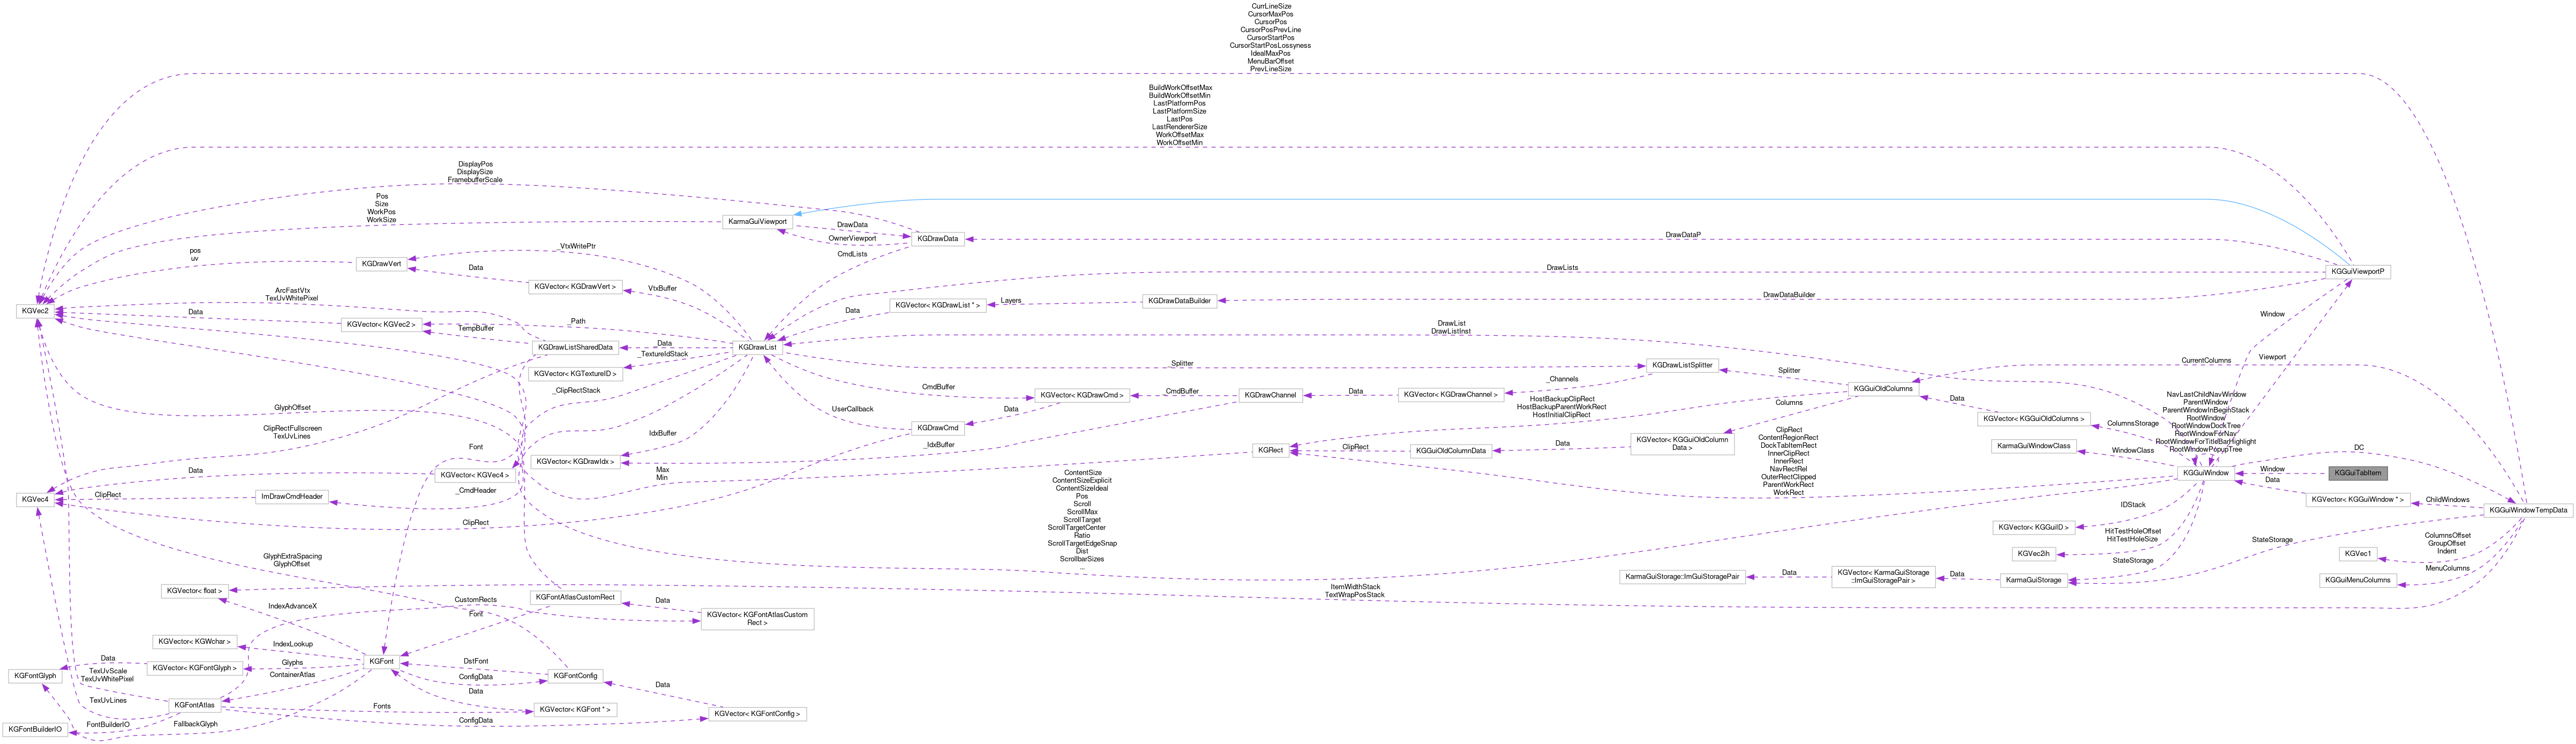 CurrLineSize
CursorMaxPos
CursorPos
CursorPosPrevLine
CursorStartPos
CursorStartPosLossyness
IdealMaxPos
MenuBarOffset
PrevLineSize
BuildWorkOffsetMax
BuildWorkOffsetMin
LastPlatformPos
LastPlatformSize
LastPos
LastRendererSize
WorkOffsetMax
WorkOffsetMin
DisplayPos
DisplaySize
FramebufferScale
Pos
Size
WorkPos
WorkSize
KarmaGuiViewport
DrawData
OwnerViewport
KGDrawData
DrawDataP
_VtxWritePtr
pos
uv
KGDrawVert
CmdLists
DrawLists
KGGuiViewportP
Data
KGVector< KGDrawVert >
VtxBuffer
ArcFastVtx
TexUvWhitePixel
KGVec2
KGVector< KGDrawList * >
Layers
KGDrawDataBuilder
DrawDataBuilder
Data
KGVector< KGVec2 >
_Path
TempBuffer
Data
Window
DrawList
DrawListInst
KGDrawListSharedData
_Data
KGDrawList
_TextureIdStack
KGVector< KGTextureID >
_Splitter
KGDrawListSplitter
Splitter
CurrentColumns
Viewport
_ClipRectStack
CmdBuffer
KGVector< KGDrawCmd >
_CmdBuffer
KGDrawChannel
Data
KGVector< KGDrawChannel >
_Channels
KGGuiOldColumns
GlyphOffset
UserCallback
Data
KGDrawCmd
HostBackupClipRect
HostBackupParentWorkRect
HostInitialClipRect
Columns
Data
KGVector< KGGuiOldColumns >
ColumnsStorage
NavLastChildNavWindow
ParentWindow
ParentWindowInBeginStack
RootWindow
RootWindowDockTree
RootWindowForNav
RootWindowForTitleBarHighlight
RootWindowPopupTree
ClipRectFullscreen
TexUvLines
Font
IdxBuffer
_IdxBuffer
KGVector< KGDrawIdx >
KGRect
ClipRect
KGGuiOldColumnData
Data
KGVector< KGGuiOldColumn
Data >
ClipRect
ContentRegionRect
DockTabItemRect
InnerClipRect
InnerRect
NavRectRel
OuterRectClipped
ParentWorkRect
WorkRect
KarmaGuiWindowClass
WindowClass
DC
Data
KGVector< KGVec4 >
Max
Min
KGGuiWindow
Window
KGGuiTabItem
Data
KGVec4
ClipRect
ImDrawCmdHeader
_CmdHeader
ClipRect
KGVector< KGGuiWindow * >
ChildWindows
KGGuiWindowTempData
ContentSize
ContentSizeExplicit
ContentSizeIdeal
Pos
Scroll
ScrollMax
ScrollTarget
ScrollTargetCenter
Ratio
ScrollTargetEdgeSnap
Dist
ScrollbarSizes
...
IDStack
KGVector< KGGuiID >
HitTestHoleOffset
HitTestHoleSize
KGVec2ih
StateStorage
StateStorage
ColumnsOffset
GroupOffset
Indent
KGVec1
MenuColumns
KGGuiMenuColumns
GlyphExtraSpacing
GlyphOffset
KarmaGuiStorage::ImGuiStoragePair
Data
KGVector< KarmaGuiStorage
::ImGuiStoragePair >
Data
KarmaGuiStorage
KGVector< float >
ItemWidthStack
TextWrapPosStack
IndexAdvanceX
CustomRects
KGFontAtlasCustomRect
Data
KGVector< KGFontAtlasCustom
Rect >
Font
KGVector< KGWchar >
IndexLookup
Data
KGVector< KGFontGlyph >
Glyphs
KGFont
DstFont
KGFontGlyph
TexUvScale
TexUvWhitePixel
ContainerAtlas
ConfigData
KGFontConfig
Data
Data
TexUvLines
KGFontAtlas
Fonts
KGVector< KGFont * >
KGVector< KGFontConfig >
ConfigData
FontBuilderIO
FallbackGlyph
KGFontBuilderIO